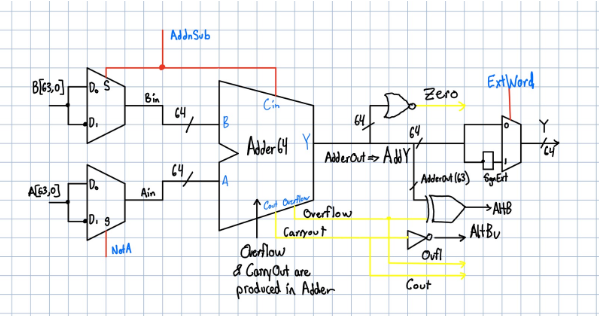 AddnSub
B[63,0]
D₀
S
D₁
Bin
64
Cin
B
Adder64
Y
A
Cout
Overflow
A[63,0]
D₀
D₁
S
Ain
64
NotA
64
Zero
64
AdderOut => AddY
AdderOut(63)
ExtWord
0
1
SgnExt
Y
64
Overflow
Carryout
AltB
AltBu
Ovfl
Cout
Overflow
& CarryOut are
produced in Adder